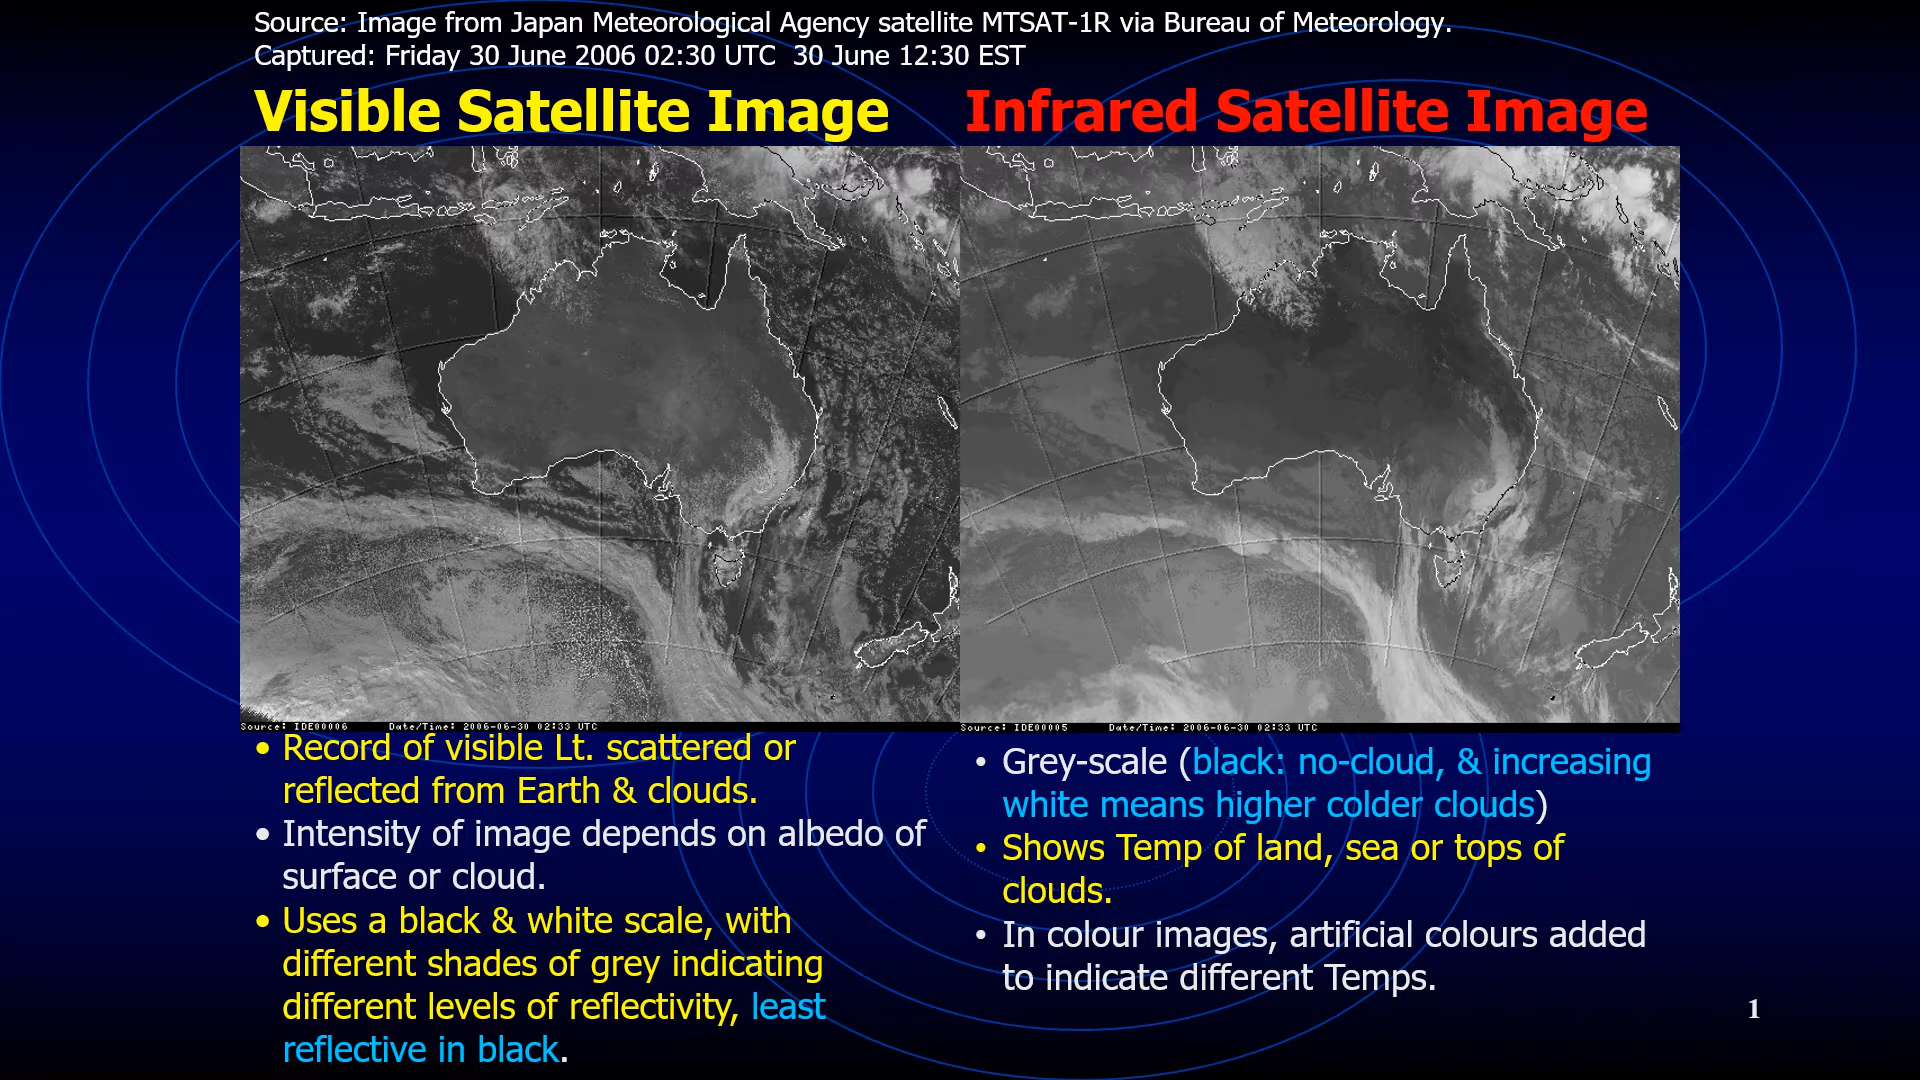 Source: Image from Japan Meteorological Agency satellite MTSAT-1R via Bureau of Meteorology.
Captured: Friday 30 June 2006 02:30 UTC  30 June 12:30 EST
Visible Satellite Image
Infrared Satellite Image
Source: IDE00006 Date/Time: 2006-06-30 02:33 UTC
Source: IDE00005 Date/Time: 2006-06-30 02:33 UTC
• Record of visible Lt. scattered or
reflected from Earth & clouds.
• Intensity of image depends on albedo of
surface or cloud.
• Uses a black & white scale, with
different shades of grey indicating
different levels of reflectivity, least
reflective in black.
• Grey-scale (black: no-cloud, & increasing
white means higher colder clouds)
• Shows Temp of land, sea or tops of
clouds.
• In colour images, artificial colours added
to indicate different Temps.
1